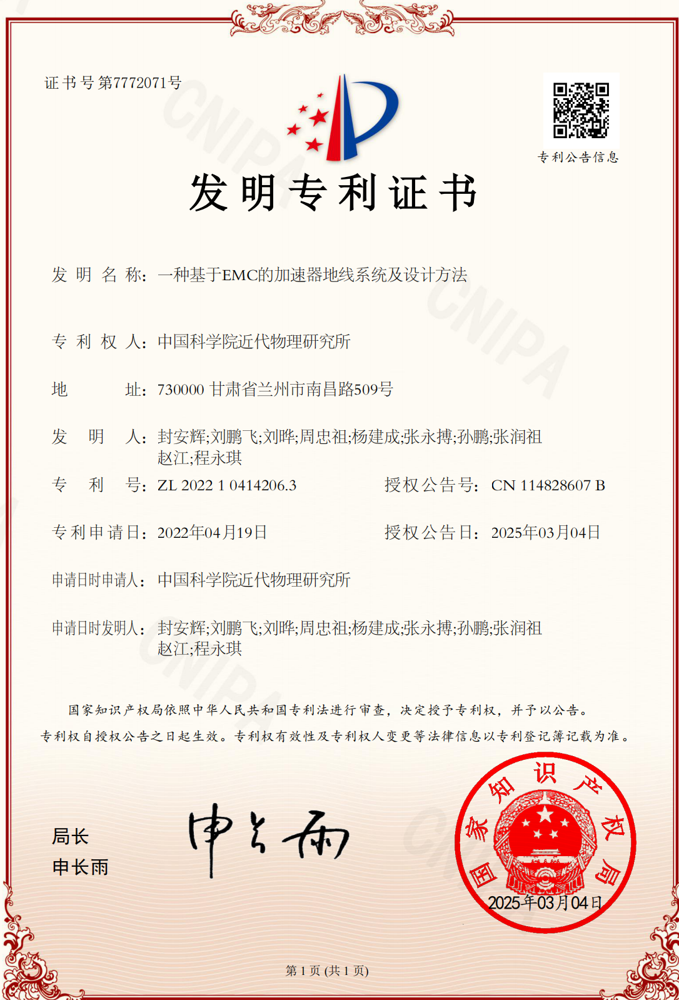 证书号第7772071号
专利公告信息
发明专利证书
发明名称：一种基于EMC的加速器地线系统及设计方法
专利权人：中国科学院近代物理研究所
地址：730000 甘肃省兰州市南昌路509号
发明人：封安辉;刘鹏飞;刘晔;周忠祖;杨建成;张永搏;孙鹏;张润祖
赵江;程永琪
专利号：ZL 2022 1 0414206.3 授权公告号：CN 114828607 B
专利申请日：2022年04月19日 授权公告日：2025年03月04日
申请日时申请人：中国科学院近代物理研究所
申请日时发明人：封安辉;刘鹏飞;刘晔;周忠祖;杨建成;张永搏;孙鹏;张润祖
赵江;程永琪
国家知识产权局依照中华人民共和国专利法进行审查，决定授予专利权，并予以公告。
专利权自授权公告之日起生效。专利权有效性及专利权人变更等法律信息以专利登记簿记载为准。
局长
申长雨
申长雨
国家知识产权局
2025年03月04日
第 1 页 (共 1 页)
CNIPA
CNIPA
CNIPA
CNIPA